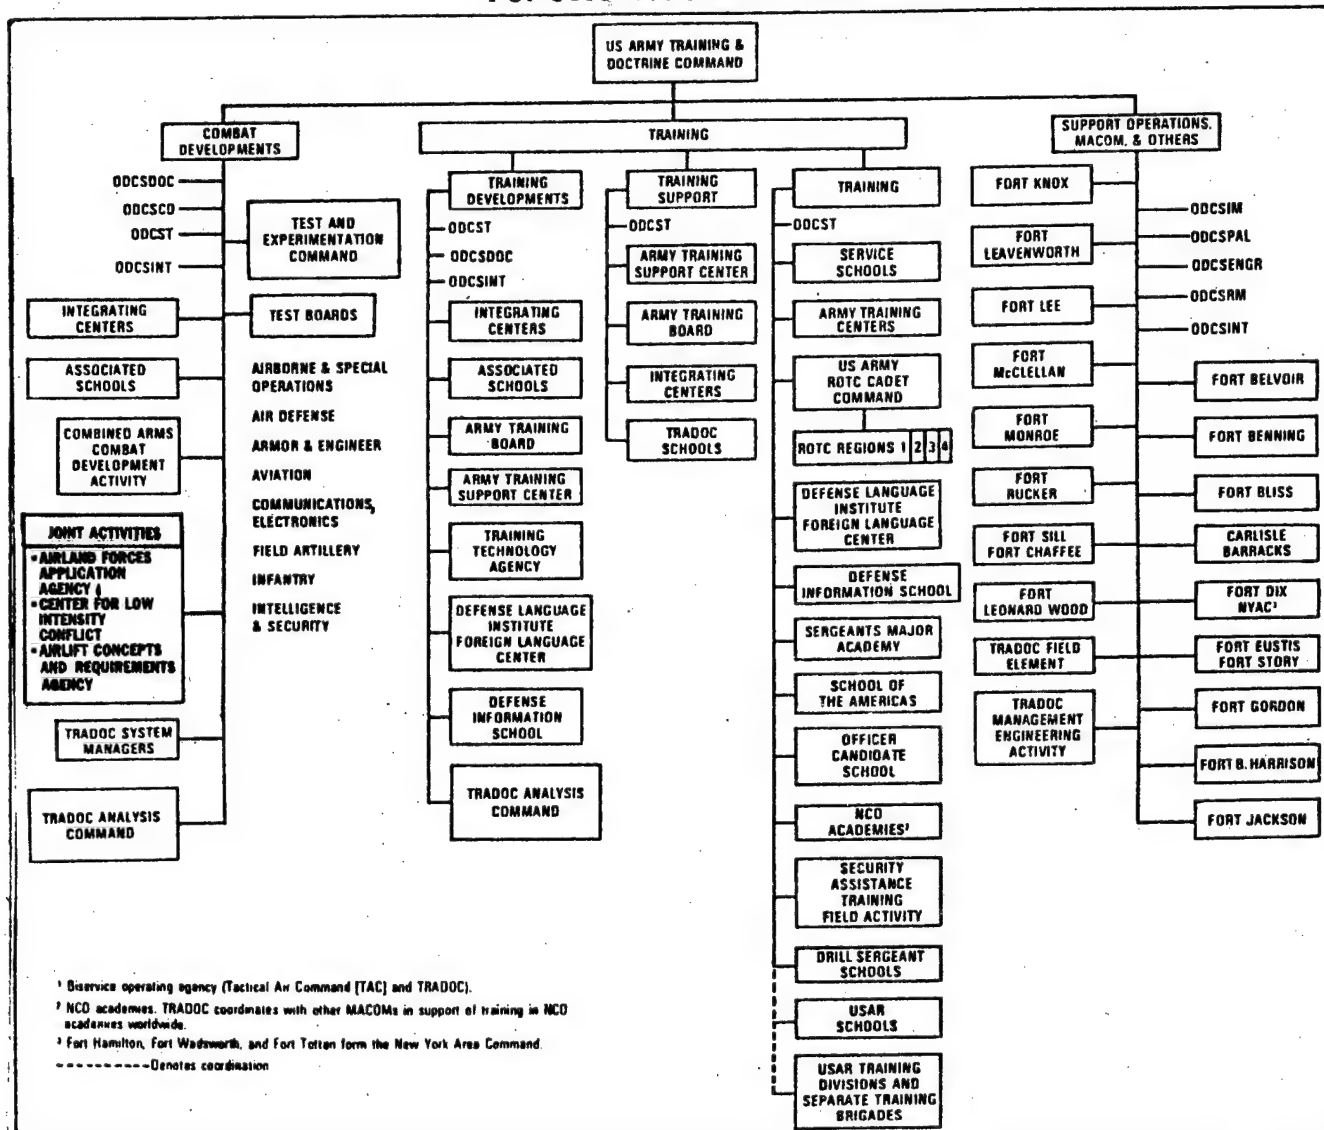 US ARMY TRAINING &
DOCTRINE COMMAND
COMBAT
DEVELOPMENTS
ODCSDOC
ODCSCD
ODCST
ODCSINT
TEST AND
EXPERIMENTATION
COMMAND
INTEGRATING
CENTERS
TEST BOARDS
ASSOCIATED
SCHOOLS
AIRBORNE & SPECIAL
OPERATIONS
AIR DEFENSE
ARMOR & ENGINEER
AVIATION
COMMUNICATIONS,
ELECTRONICS
FIELD ARTILLERY
INFANTRY
INTELLIGENCE
& SECURITY
COMBINED ARMS
COMBAT
DEVELOPMENT
ACTIVITY
JOINT ACTIVITIES
• AIRLAND FORCES
APPLICATION
AGENCY 1
• CENTER FOR LOW
INTENSITY
CONFLICT
• AIRLIFT CONCEPTS
AND REQUIREMENTS
AGENCY
TRADOC SYSTEM
MANAGERS
TRADOC ANALYSIS
COMMAND
TRAINING
TRAINING
DEVELOPMENTS
ODCST
ODCSDOC
ODCSINT
INTEGRATING
CENTERS
ASSOCIATED
SCHOOLS
ARMY TRAINING
BOARD
ARMY TRAINING
SUPPORT CENTER
TRAINING
TECHNOLOGY
AGENCY
DEFENSE LANGUAGE
INSTITUTE
FOREIGN LANGUAGE
CENTER
DEFENSE
INFORMATION
SCHOOL
TRADOC ANALYSIS
COMMAND
TRAINING
SUPPORT
ODCST
ARMY TRAINING
SUPPORT CENTER
ARMY TRAINING
BOARD
INTEGRATING
CENTERS
TRADOC
SCHOOLS
TRAINING
ODCST
SERVICE
SCHOOLS
ARMY TRAINING
CENTERS
US ARMY
ROTC CADET
COMMAND
ROTC REGIONS 1 2 3 4
DEFENSE LANGUAGE
INSTITUTE
FOREIGN LANGUAGE
CENTER
DEFENSE
INFORMATION SCHOOL
SERGEANTS MAJOR
ACADEMY
SCHOOL OF
THE AMERICAS
OFFICER
CANDIDATE
SCHOOL
NCO
ACADEMIES²
SECURITY
ASSISTANCE
TRAINING
FIELD ACTIVITY
DRILL SERGEANT
SCHOOLS
USAR
SCHOOLS
USAR TRAINING
DIVISIONS AND
SEPARATE TRAINING
BRIGADES
SUPPORT OPERATIONS,
MACOM, & OTHERS
FORT KNOX
FORT
LEAVENWORTH
FORT LEE
FORT
McCLELLAN
FORT
MONROE
FORT
RUCKER
FORT SILL
FORT CHAFFEE
FORT
LEONARD WOOD
TRADOC FIELD
ELEMENT
TRADOC
MANAGEMENT
ENGINEERING
ACTIVITY
ODCSIM
ODCSPAL
ODCSENGR
ODCSRM
ODCSINT
FORT BELVOIR
FORT BENNING
FORT BLISS
CARLISLE
BARRACKS
FORT DIX
NYAC³
FORT EUSTIS
FORT STORY
FORT GORDON
FORT B. HARRISON
FORT JACKSON
¹ Biservice operating agency (Tactical Air Command [TAC] and TRADOC).
² NCO academies. TRADOC coordinates with other MACOMs in support of training in NCO
academies worldwide.
³ Fort Hamilton, Fort Wadsworth, and Fort Totten form the New York Area Command.
----------Denotes coordination